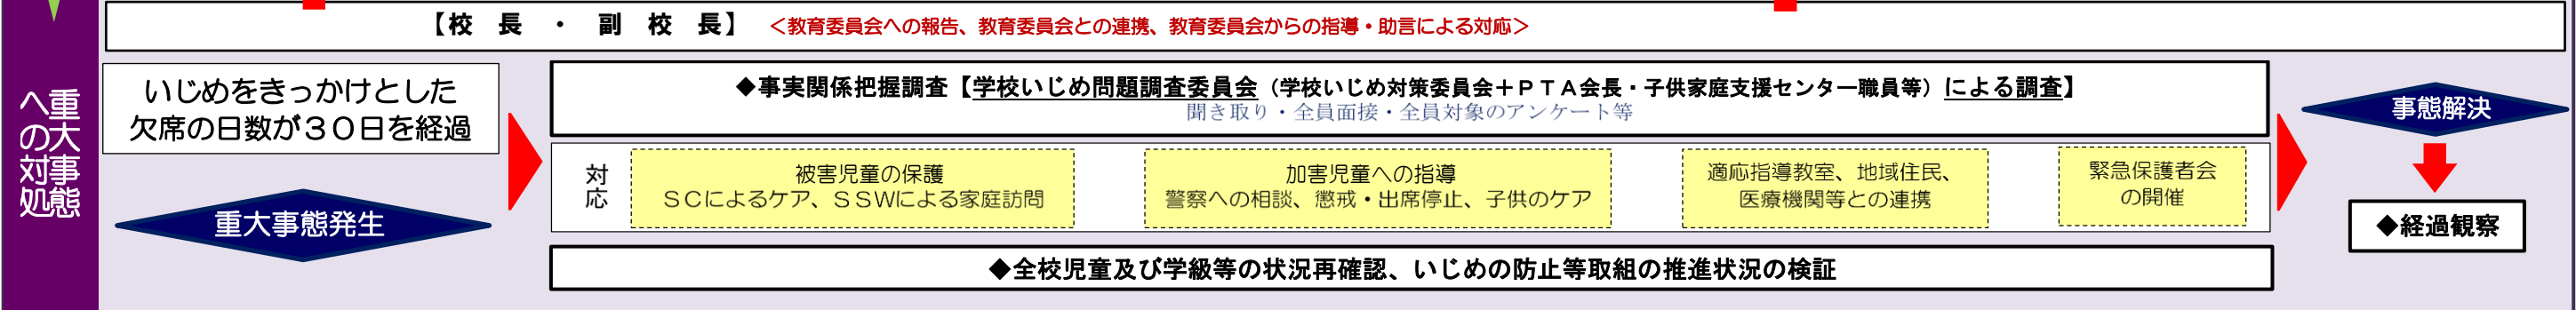 重大事態
への対処
【校　長　・　副　校　長】　＜教育委員会への報告、教育委員会との連携、教育委員会からの指導・助言による対応＞
いじめをきっかけとした
欠席の日数が３０日を経過
重大事態発生
◆事実関係把握調査【学校いじめ問題調査委員会（学校いじめ対策委員会＋ＰＴＡ会長・子供家庭支援センター職員等）による調査】
聞き取り・全員面接・全員対象のアンケート等
対応
被害児童の保護
ＳＣによるケア、ＳＳＷによる家庭訪問
加害児童への指導
警察への相談、懲戒・出席停止、子供のケア
適応指導教室、地域住民、
医療機関等との連携
緊急保護者会
の開催
◆全校児童及び学級等の状況再確認、いじめの防止等取組の推進状況の検証
事態解決
◆経過観察